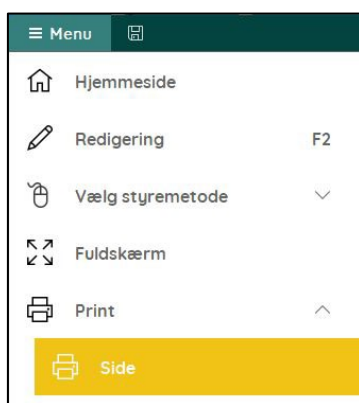 Menu
Hjemmeside
Redigering F2
Vælg styremetode
Fuldskærm
Print
Side